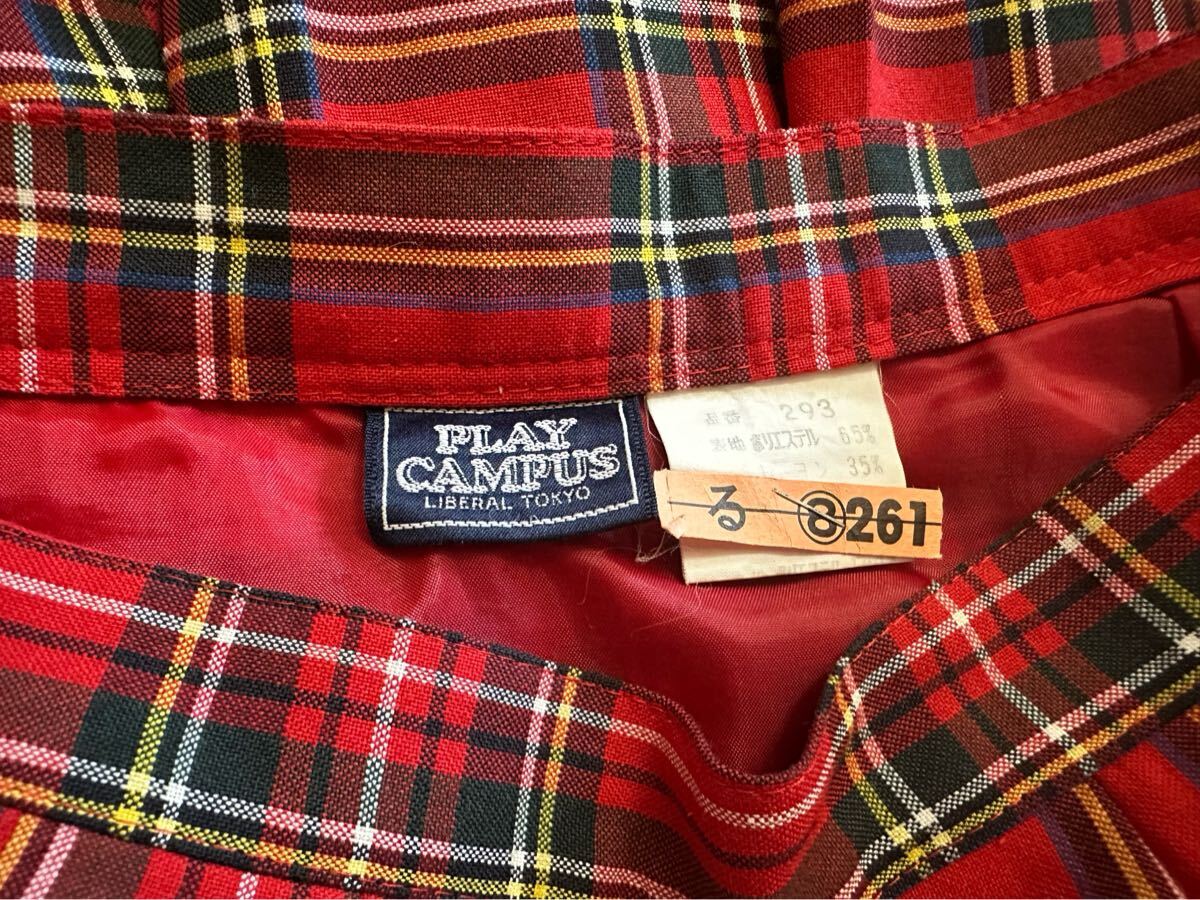 PLAY
CAMPUS
LIBERAL TOKYO
品番 293
表地 ポリエステル 65%
35%
る ⑧261